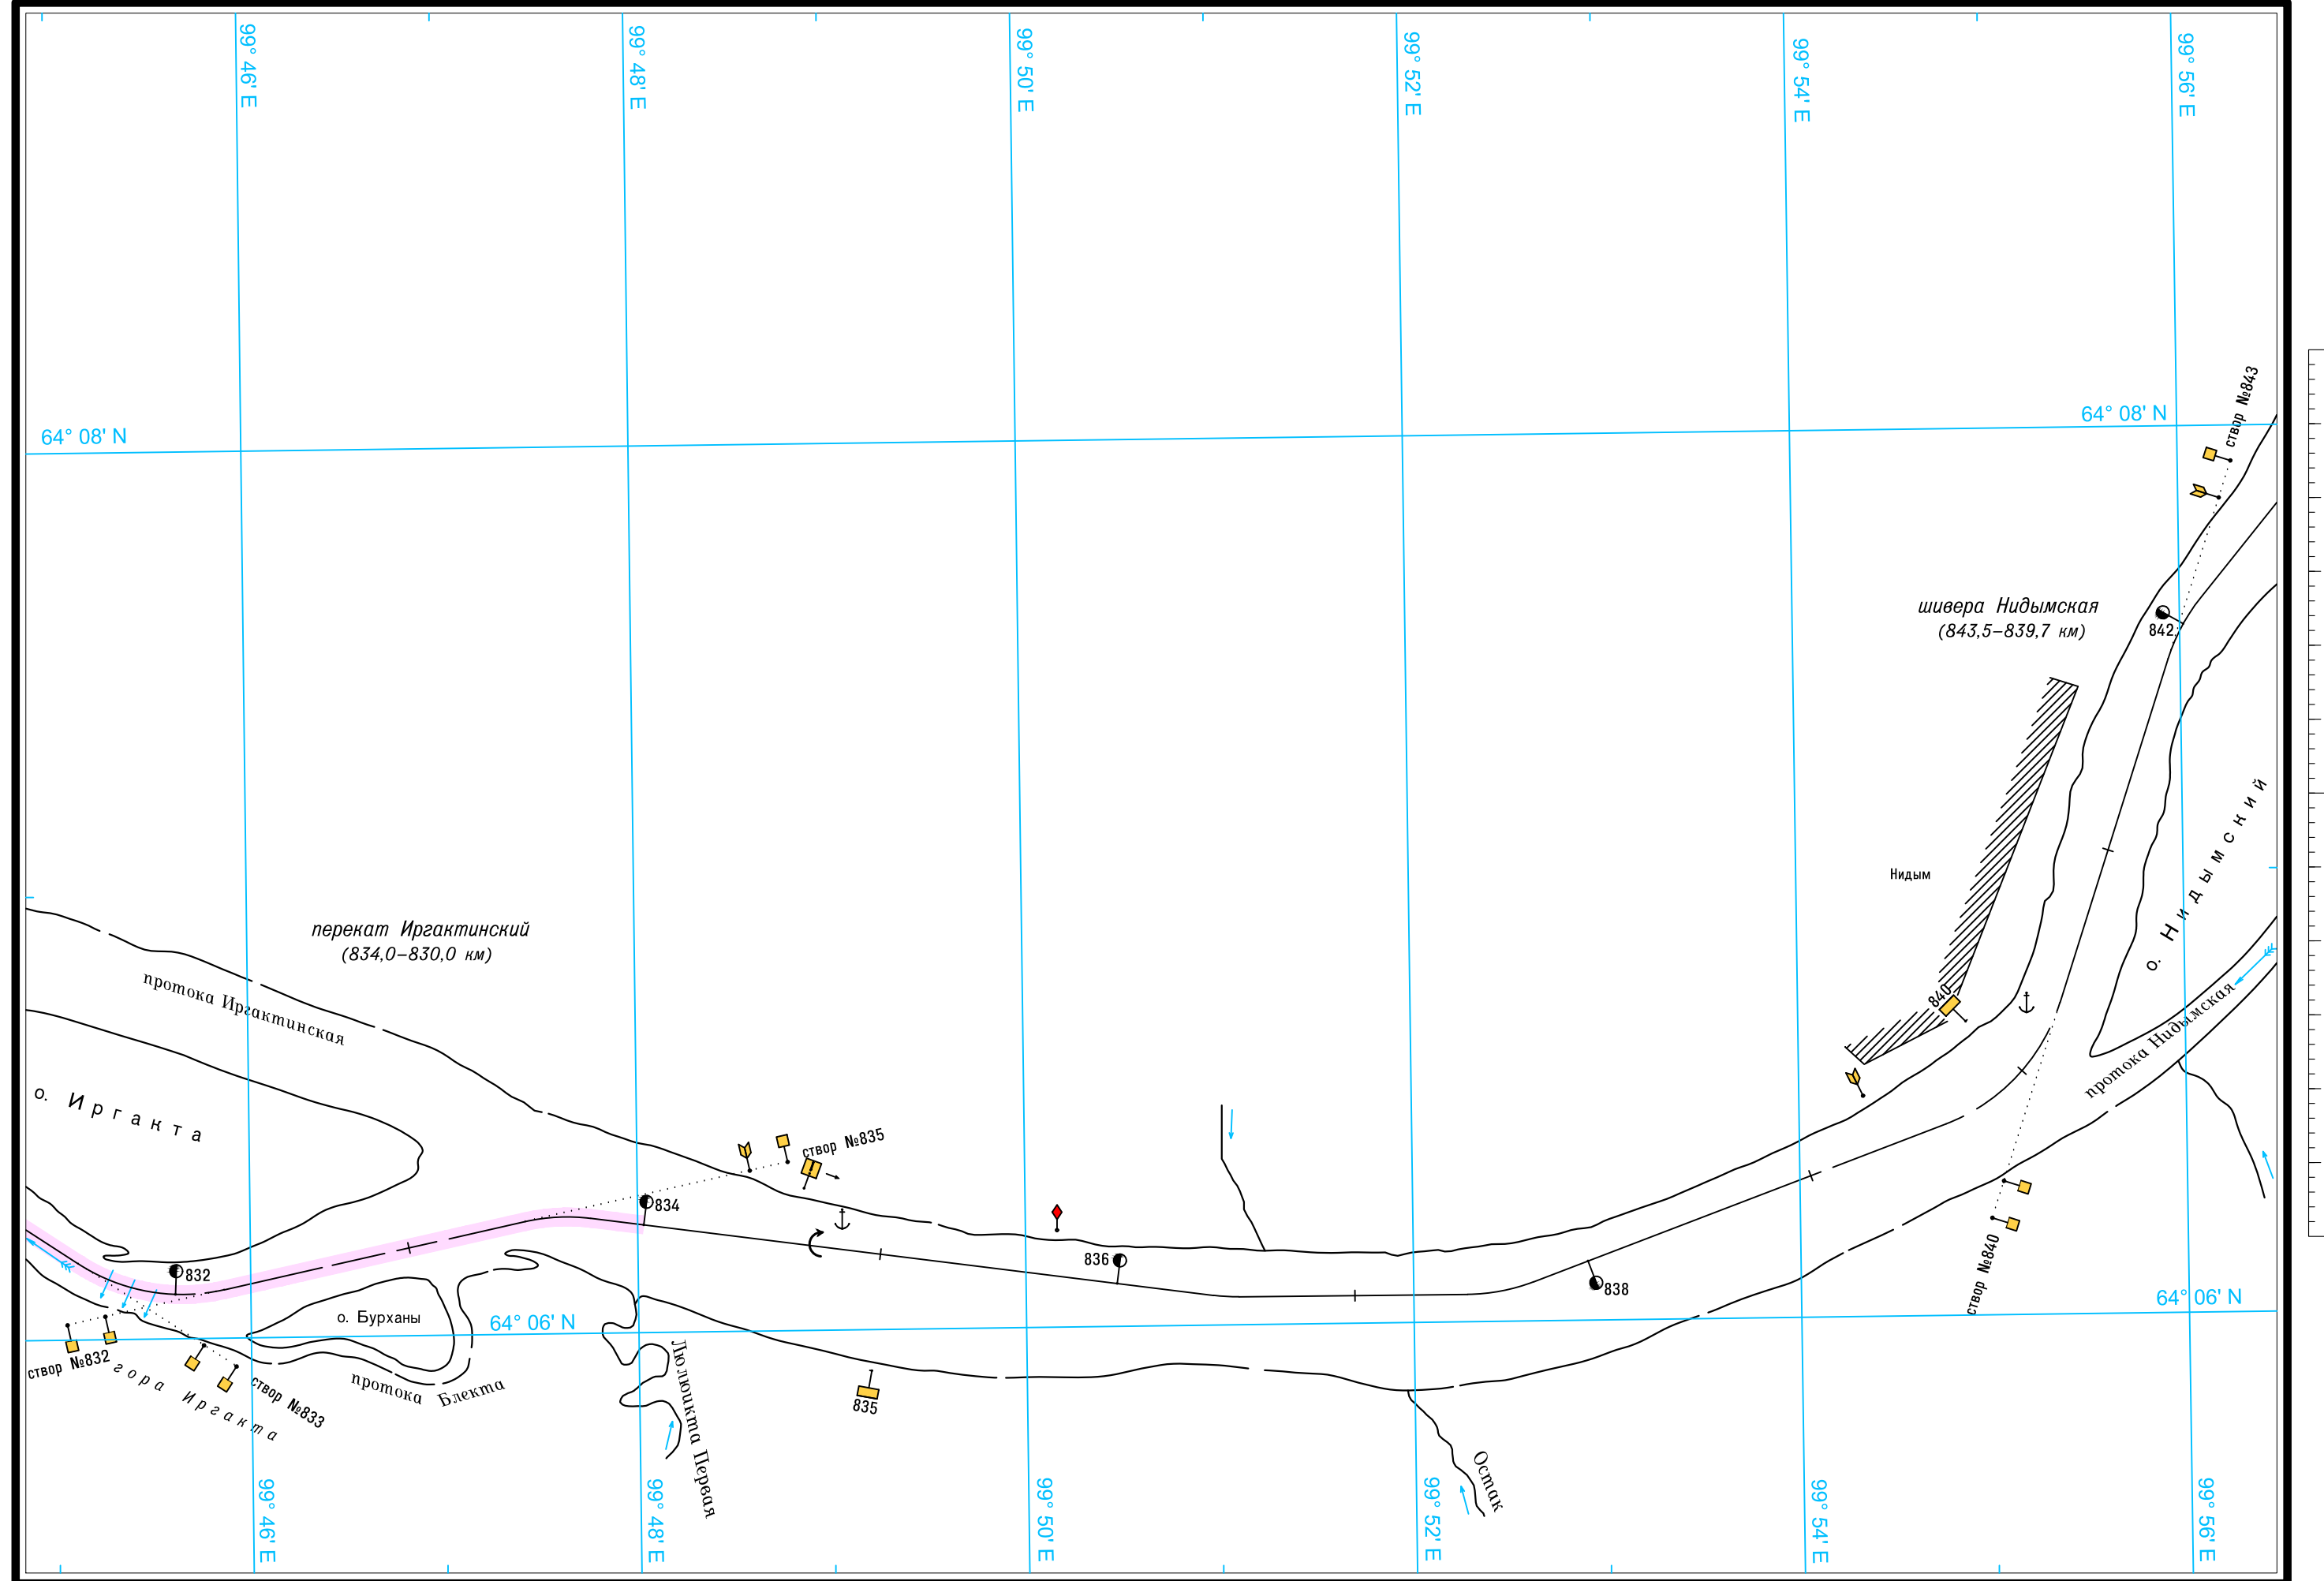 99° 46' E
99° 48' E
99° 50' E
99° 52' E
99° 54' E
99° 56' E
64° 08' N
64° 08' N
створ №843
шивера Нидымская
(843,5–839,7 км)
842
о. Нидымский
Нидым
840
протока Нидымская
перекат Иргактинский
(834,0–830,0 км)
протока Иргактинская
о. Иргакта
створ №835
834
836
832
838
створ №840
64° 06' N
о. Бурханы
64° 06' N
створ №832
гора Иргакта
створ №833
протока Блекта
Люлюикта Первая
835
Остак
99° 46' E
99° 48' E
99° 50' E
99° 52' E
99° 54' E
99° 56' E